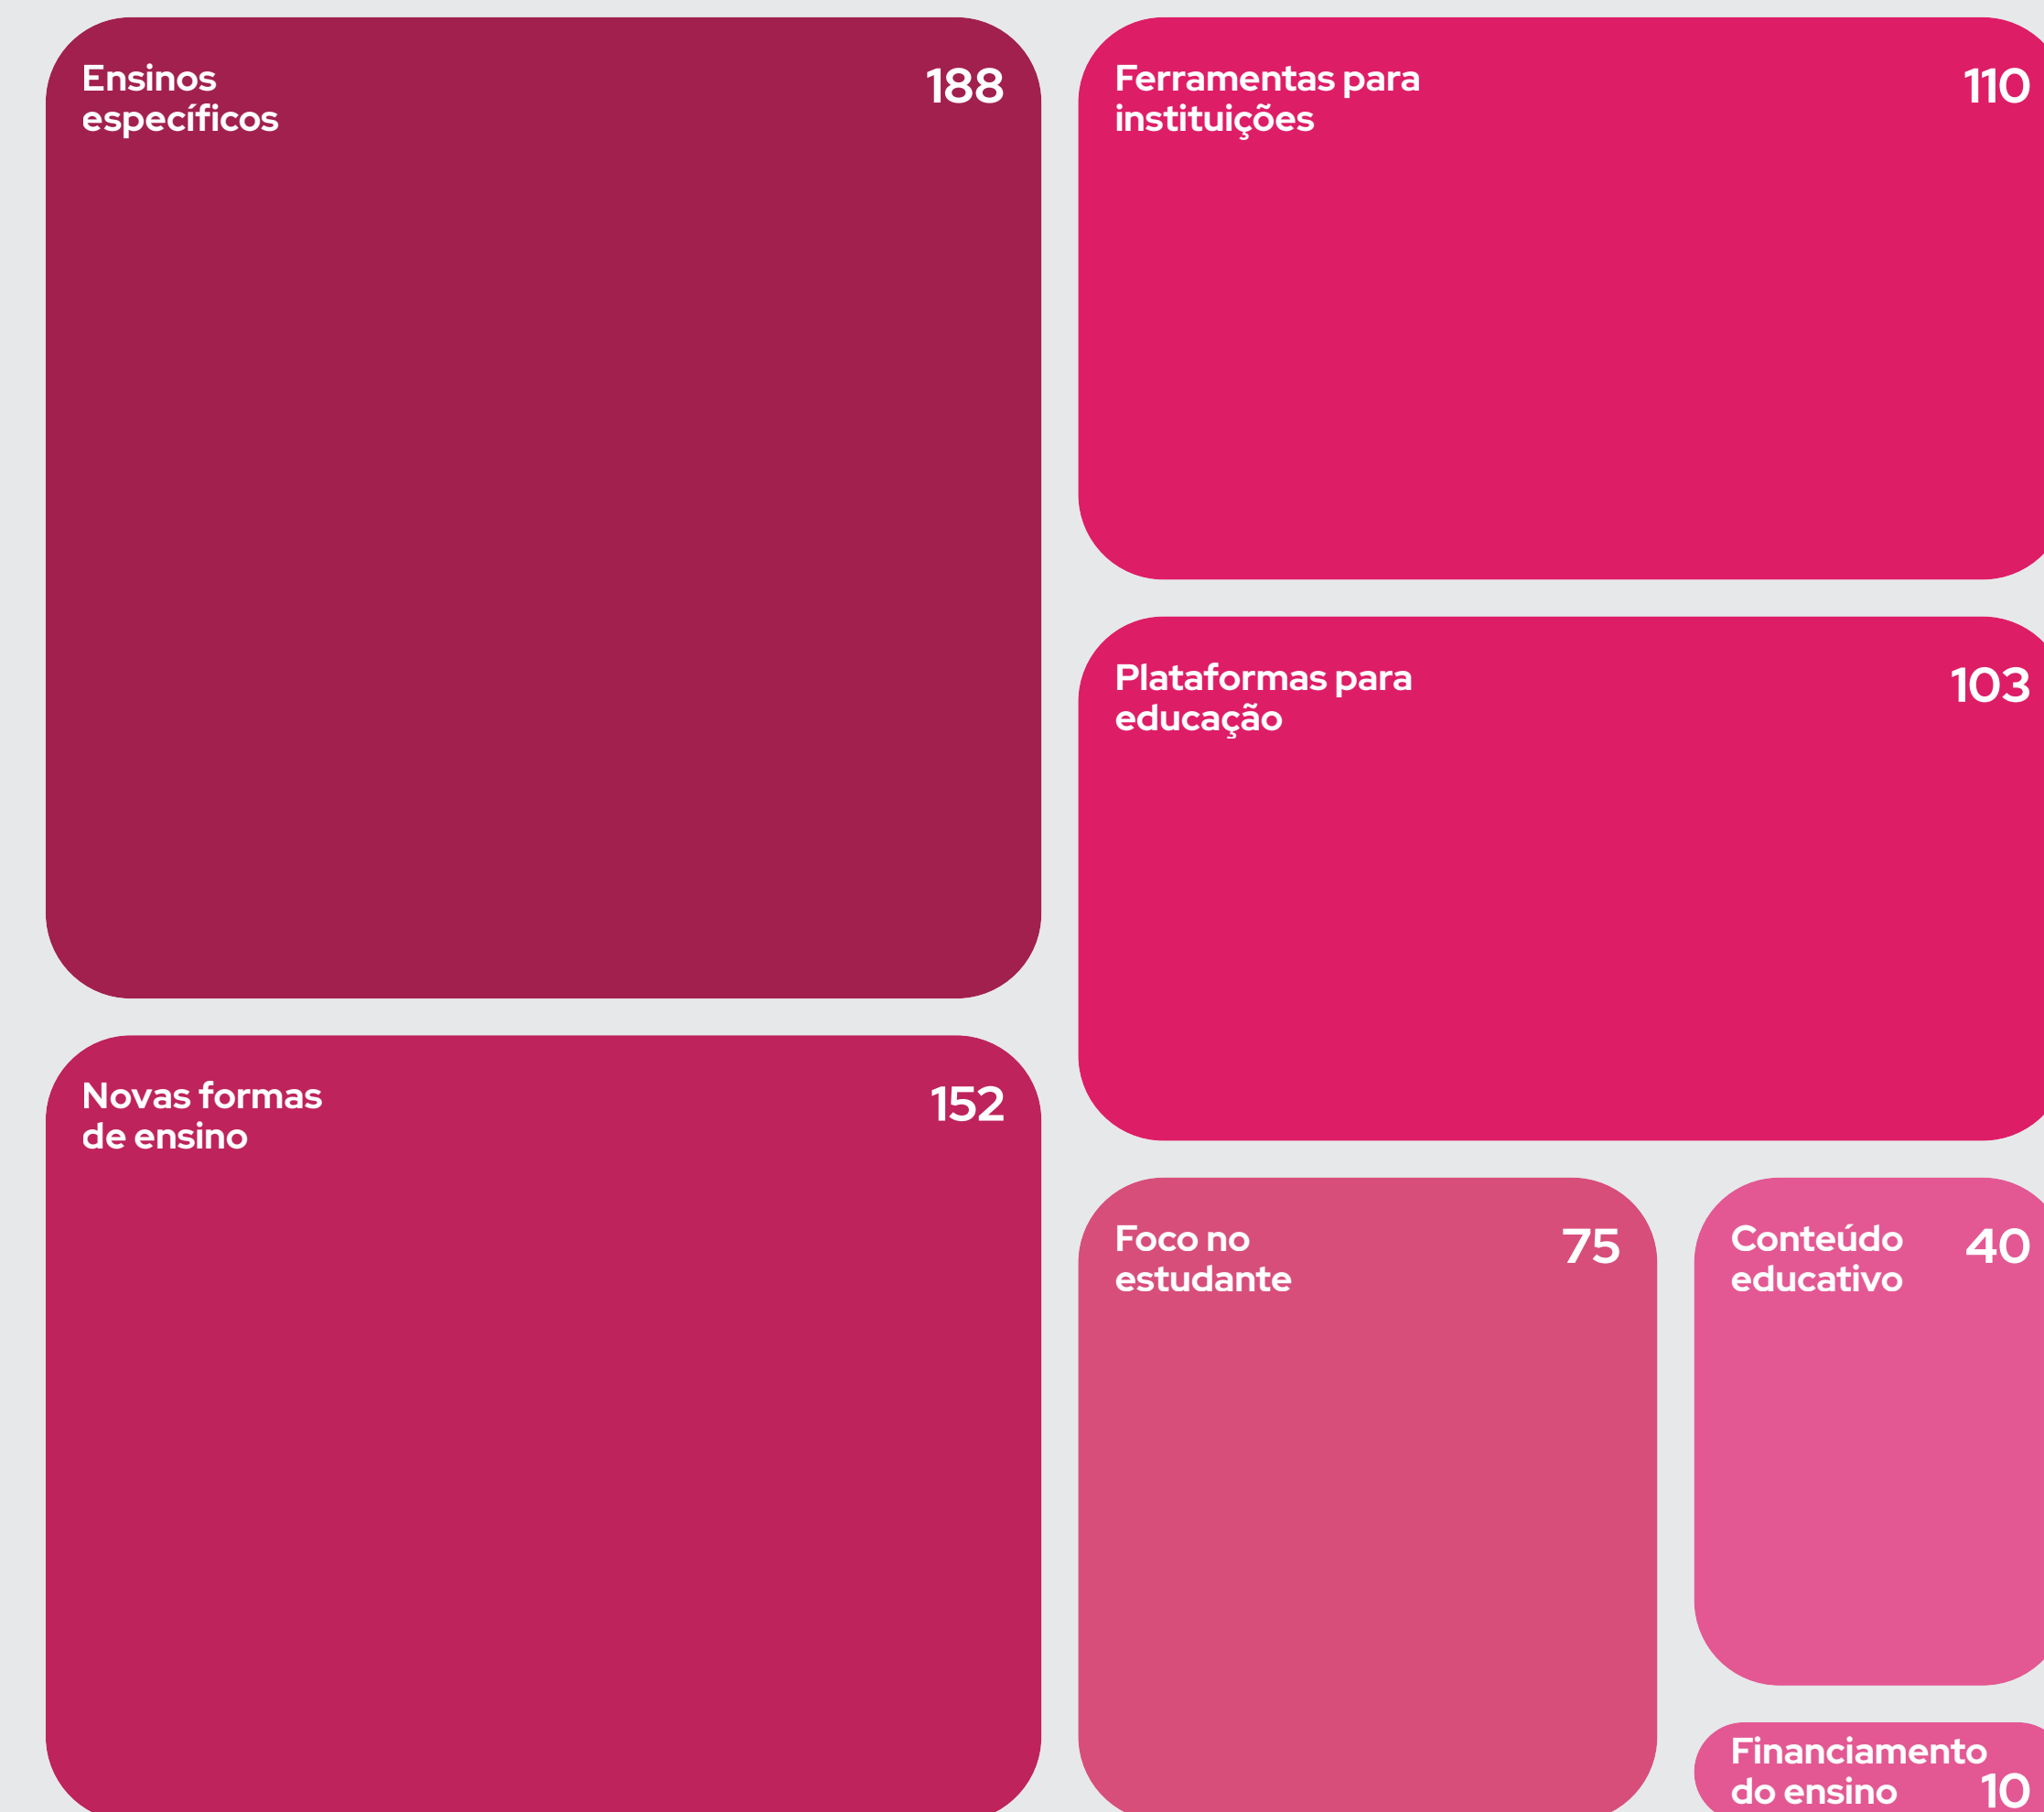 Ensinos
específicos
188
Ferramentas para
instituições
110
Plataformas para
educação
103
Novas formas
de ensino
152
Foco no
estudante
75
Conteúdo
educativo
40
Financiamento
do ensino
10